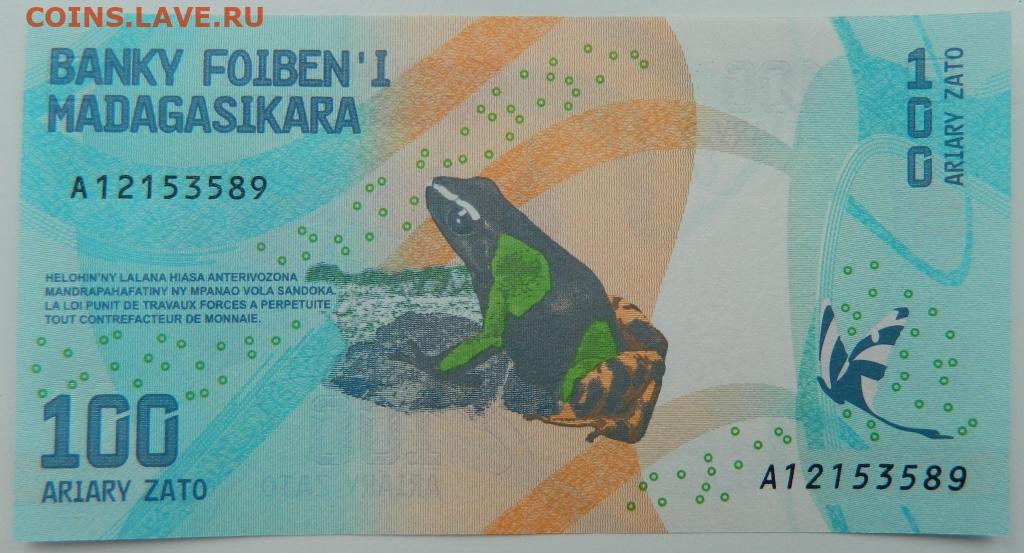 COINS.LAVE.RU
BANKY FOIBEN'I
MADAGASIKARA
A12153589
HELOHIN'NY LALANA HIASA ANTERIVOZONA
MANDRAPAHAFATINY NY MPANAO VOLA SANDOKA.
LA LOI PUNIT DE TRAVAUX FORCES A PERPETUITE
TOUT CONTREFACTEUR DE MONNAIE.
100
ARIARY ZATO
100
ARIARY ZATO
A12153589